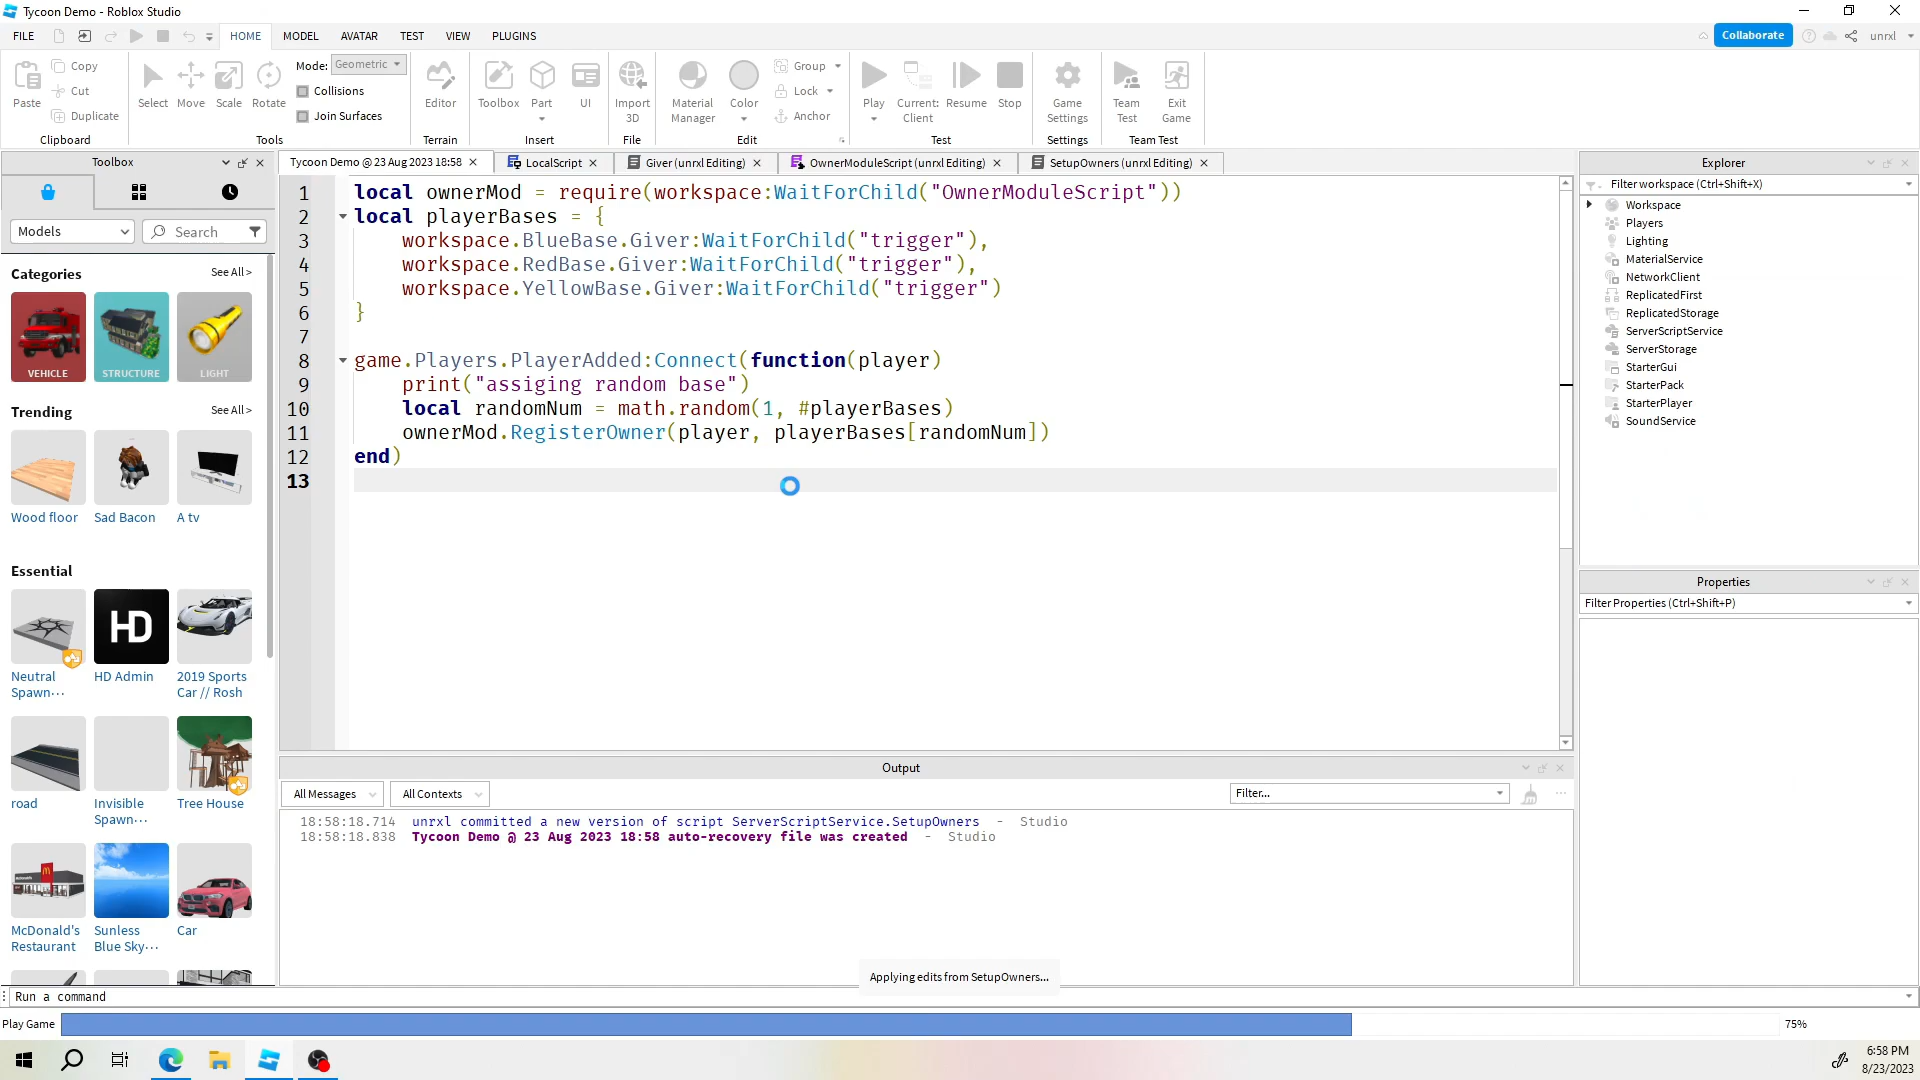 Tycoon Demo - Roblox Studio
FILE
HOME
MODEL
AVATAR
TEST
VIEW
PLUGINS
Collaborate
unrxl
Paste
Copy
Cut
Duplicate
Clipboard
Select
Move
Scale
Rotate
Mode: Geometric
Collisions
Join Surfaces
Tools
Editor
Terrain
Toolbox
Part
UI
Insert
Import
3D
File
Material
Manager
Color
Group
Lock
Anchor
Edit
Play
Current:
Client
Resume
Stop
Test
Game
Settings
Settings
Team
Test
Exit
Game
Team Test
Toolbox
Models
Search
Categories
See All >
VEHICLE
STRUCTURE
LIGHT
Trending
See All >
Wood floor
Sad Bacon
A tv
Essential
Neutral
Spawn...
HD
HD Admin
2019 Sports
Car // Rosh
road
Invisible
Spawn...
Tree House
McDonald's
Restaurant
Sunless
Blue Sky...
Car
Tycoon Demo @ 23 Aug 2023 18:58
LocalScript
Giver (unrxl Editing)
OwnerModuleScript (unrxl Editing)
SetupOwners (unrxl Editing)
1 local ownerMod = require(workspace:WaitForChild("OwnerModuleScript"))
2 local playerBases = {
3 workspace.BlueBase.Giver:WaitForChild("trigger"),
4 workspace.RedBase.Giver:WaitForChild("trigger"),
5 workspace.YellowBase.Giver:WaitForChild("trigger")
6 }
7
8 game.Players.PlayerAdded:Connect(function(player)
9 print("assiging random base")
10 local randomNum = math.random(1, #playerBases)
11 ownerMod.RegisterOwner(player, playerBases[randomNum])
12 end)
13
Output
All Messages
All Contexts
Filter...
18:58:18.714 unrxl committed a new version of script ServerScriptService.SetupOwners - Studio
18:58:18.838 Tycoon Demo @ 23 Aug 2023 18:58 auto-recovery file was created - Studio
Applying edits from SetupOwners...
Explorer
Filter workspace (Ctrl+Shift+X)
Workspace
Players
Lighting
MaterialService
NetworkClient
ReplicatedFirst
ReplicatedStorage
ServerScriptService
ServerStorage
StarterGui
StarterPack
StarterPlayer
SoundService
Properties
Filter Properties (Ctrl+Shift+P)
Run a command
Play Game
75%
6:58 PM
8/23/2023